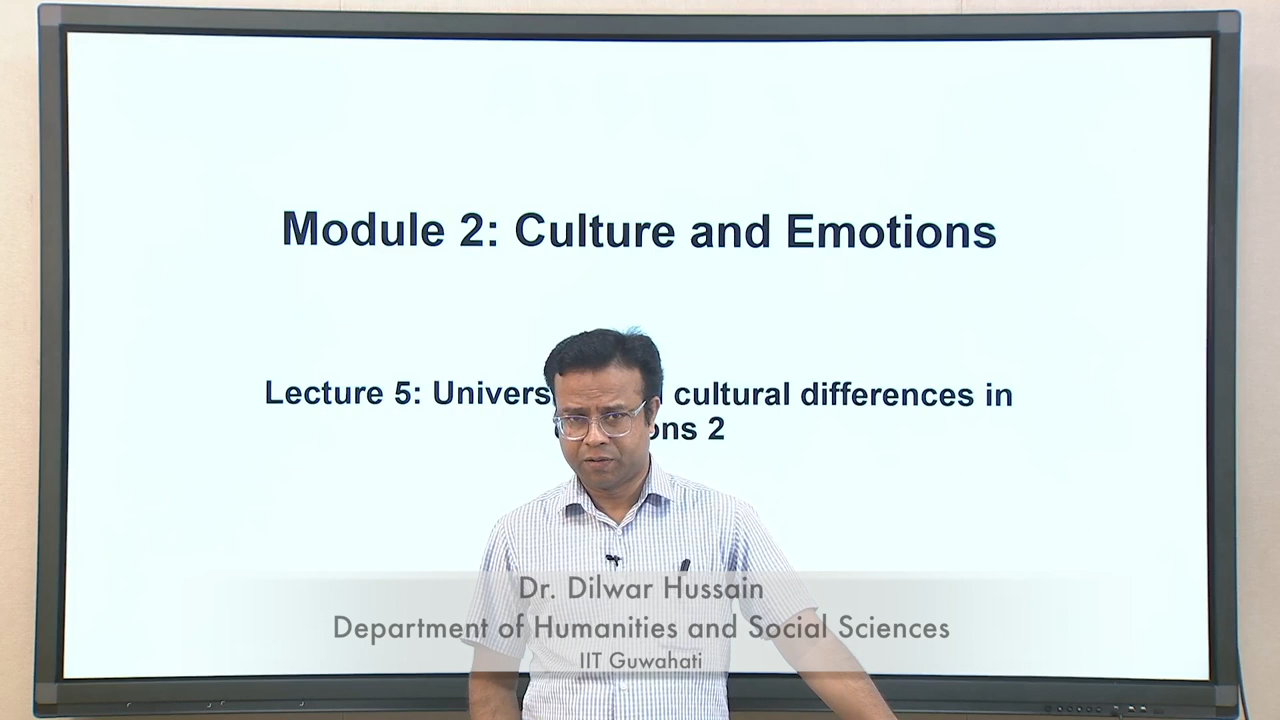 Module 2: Culture and Emotions
Lecture 5: Univers cultural differences in
ons 2
Dr. Dilwar Hussain
Department of Humanities and Social Sciences
IIT Guwahati